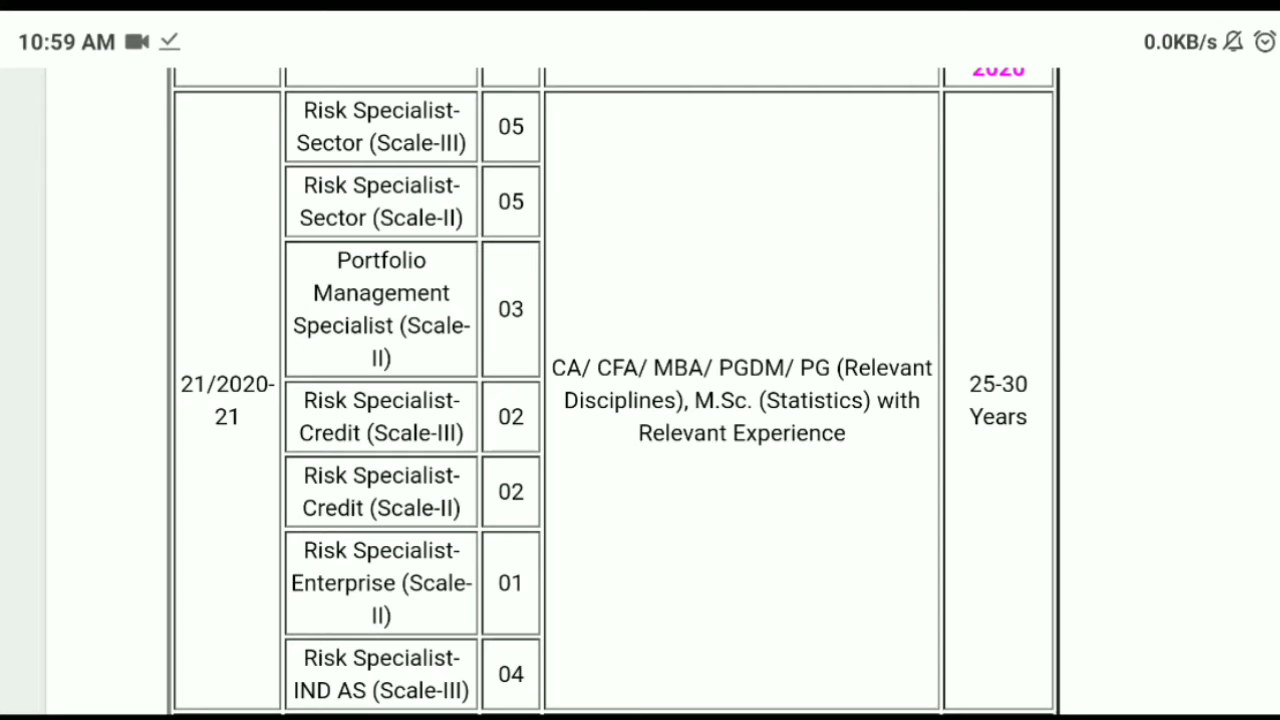 10:59 AM
0.0KB/s
2020
Risk Specialist-
Sector (Scale-III)
05
Risk Specialist-
Sector (Scale-II)
05
Portfolio
Management
Specialist (Scale-
II)
03
21/2020-
21
Risk Specialist-
Credit (Scale-III)
02
Risk Specialist-
Credit (Scale-II)
02
Risk Specialist-
Enterprise (Scale-
II)
01
Risk Specialist-
IND AS (Scale-III)
04
CA/ CFA/ MBA/ PGDM/ PG (Relevant
Disciplines), M.Sc. (Statistics) with
Relevant Experience
25-30
Years